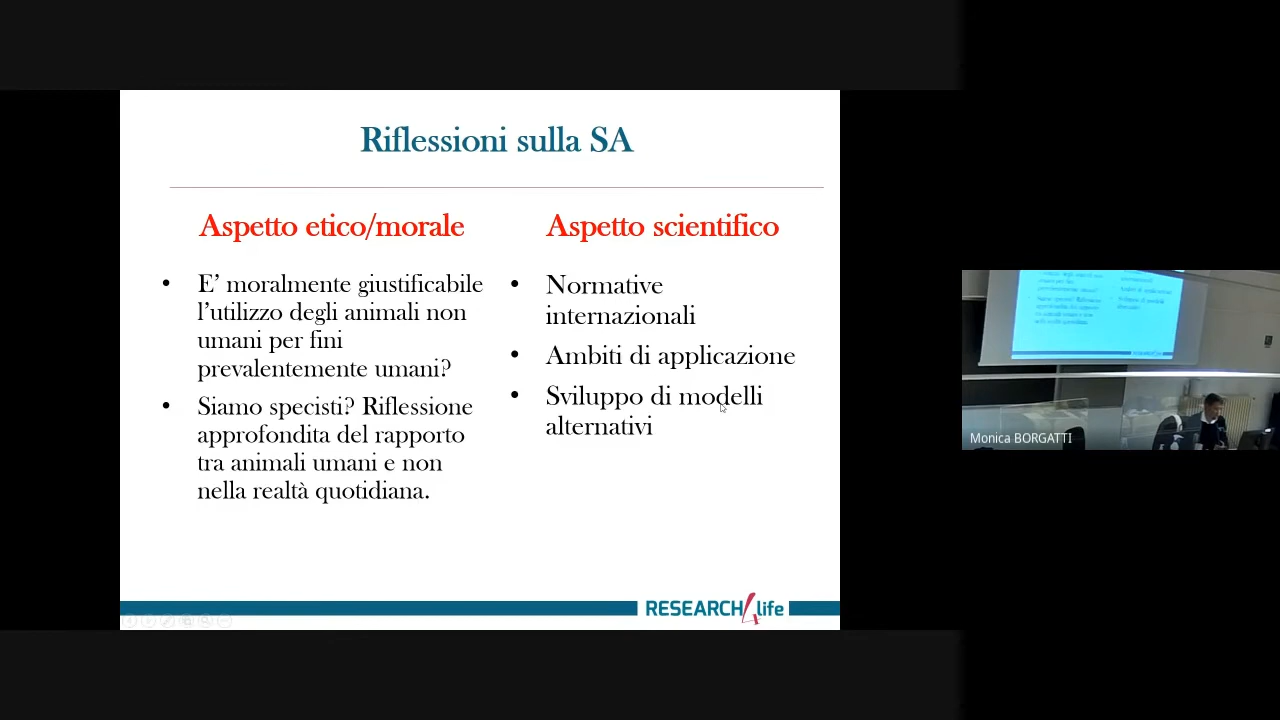 Riflessioni sulla SA
Aspetto etico/morale
E’ moralmente giustificabile
l’utilizzo degli animali non
umani per fini
prevalentemente umani?
Siamo specisti? Riflessione
approfondita del rapporto
tra animali umani e non
nella realtà quotidiana.
Aspetto scientifico
Normative
internazionali
Ambiti di applicazione
Sviluppo di modelli
alternativi
RESEARCH4life
Monica BORGATTI